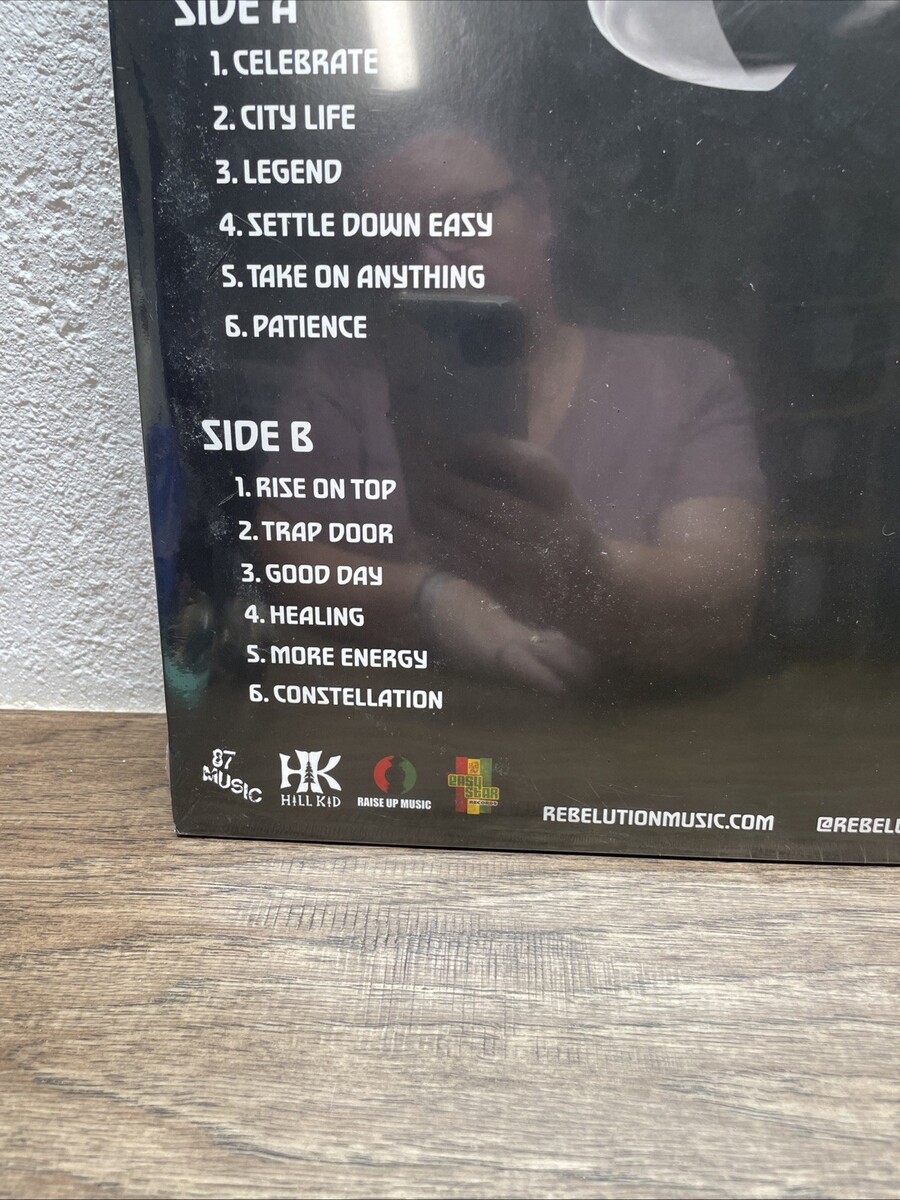 SIDE A
1. CELEBRATE
2. CITY LIFE
3. LEGEND
4. SETTLE DOWN EASY
5. TAKE ON ANYTHING
6. PATIENCE
SIDE B
1. RISE ON TOP
2. TRAP DOOR
3. GOOD DAY
4. HEALING
5. MORE ENERGY
6. CONSTELLATION
87
MUSIC
HK
HILL KID
RAISE UP MUSIC
easy
star
RECORDS
REBELUTIONMUSIC.COM